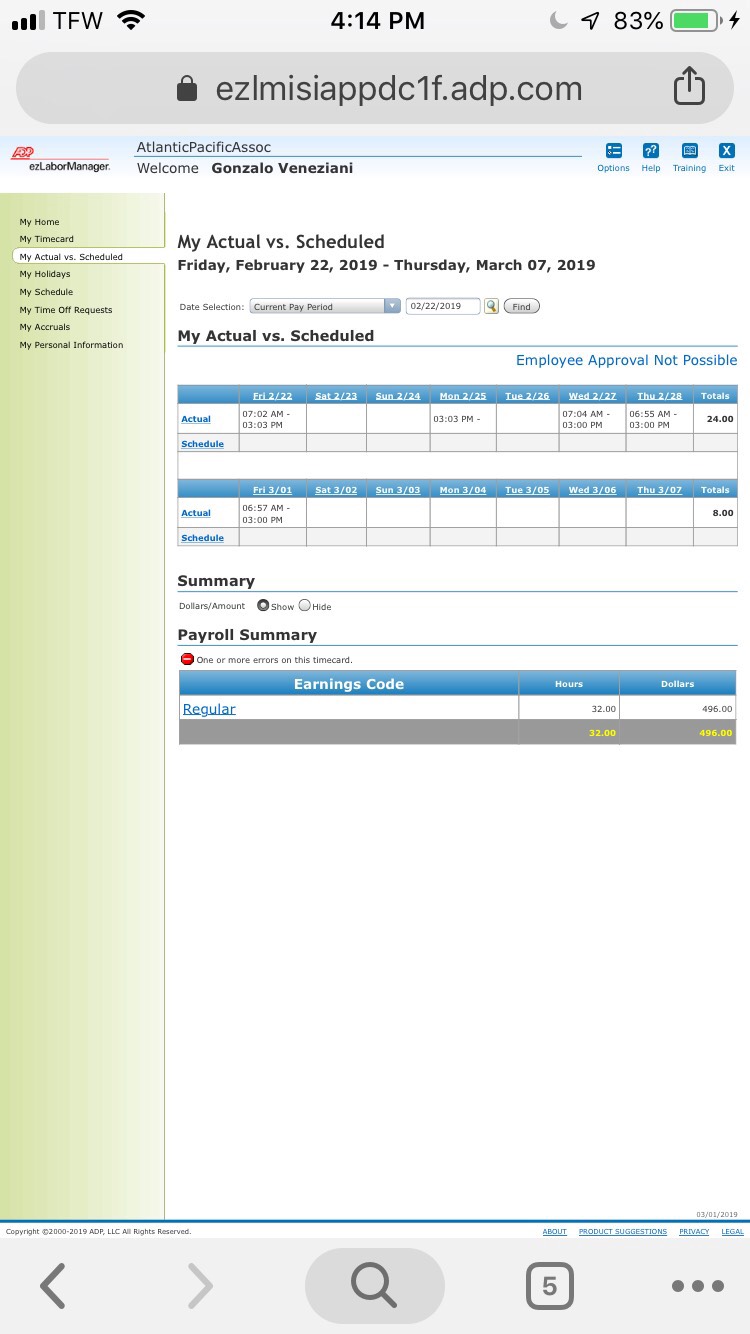 TFW 4:14 PM 83%
ezlmisiappdc1f.adp.com
ADP
ezLaborManager.
AtlanticPacificAssoc
Welcome Gonzalo Veneziani
Options Help Training Exit
My Home
My Timecard
My Actual vs. Scheduled
My Holidays
My Schedule
My Time Off Requests
My Accruals
My Personal Information
My Actual vs. Scheduled
Friday, February 22, 2019 - Thursday, March 07, 2019
Date Selection: Current Pay Period 02/22/2019 Find
My Actual vs. Scheduled
Employee Approval Not Possible
Fri 2/22 Sat 2/23 Sun 2/24 Mon 2/25 Tue 2/26 Wed 2/27 Thu 2/28 Totals
Actual 07:02 AM - 03:03 PM 03:03 PM - 07:04 AM - 03:00 PM 06:55 AM - 03:00 PM 24.00
Schedule
Fri 3/01 Sat 3/02 Sun 3/03 Mon 3/04 Tue 3/05 Wed 3/06 Thu 3/07 Totals
Actual 06:57 AM - 03:00 PM 8.00
Schedule
Summary
Dollars/Amount Show Hide
Payroll Summary
One or more errors on this timecard.
Earnings Code Hours Dollars
Regular 32.00 496.00
32.00 496.00
03/01/2019
Copyright ©2000-2019 ADP, LLC All Rights Reserved. ABOUT PRODUCT SUGGESTIONS PRIVACY LEGAL
5